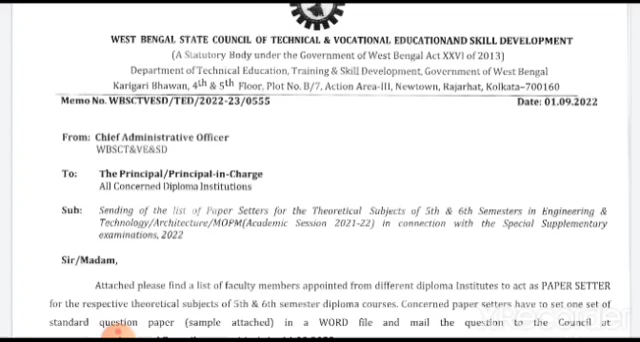 WEST BENGAL STATE COUNCIL OF TECHNICAL & VOCATIONAL EDUCATIONAND SKILL DEVELOPMENT
(A Statutory Body under the Government of West Bengal Act XXVI of 2013)
Department of Technical Education, Training & Skill Development, Government of West Bengal
Karigari Bhawan, 4th & 5th Floor, Plot No. B/7, Action Area-III, Newtown, Rajarhat, Kolkata-700160
Memo No. WBSCTVESD/TED/2022-23/0555 Date: 01.09.2022
From: Chief Administrative Officer
WBSCT&VE&SD
To: The Principal/Principal-in-Charge
All Concerned Diploma Institutions
Sub: Sending of the list of Paper Setters for the Theoretical Subjects of 5th & 6th Semesters in Engineering &
Technology/Architecture/MOPM(Academic Session 2021-22) in connection with the Special Supplementary
examinations, 2022
Sir/Madam,
Attached please find a list of faculty members appointed from different diploma Institutes to act as PAPER SETTER
for the respective theoretical subjects of 5th & 6th semester diploma courses. Concerned paper setters have to set one set of
standard question paper (sample attached) in a WORD file and mail the question to the Council at